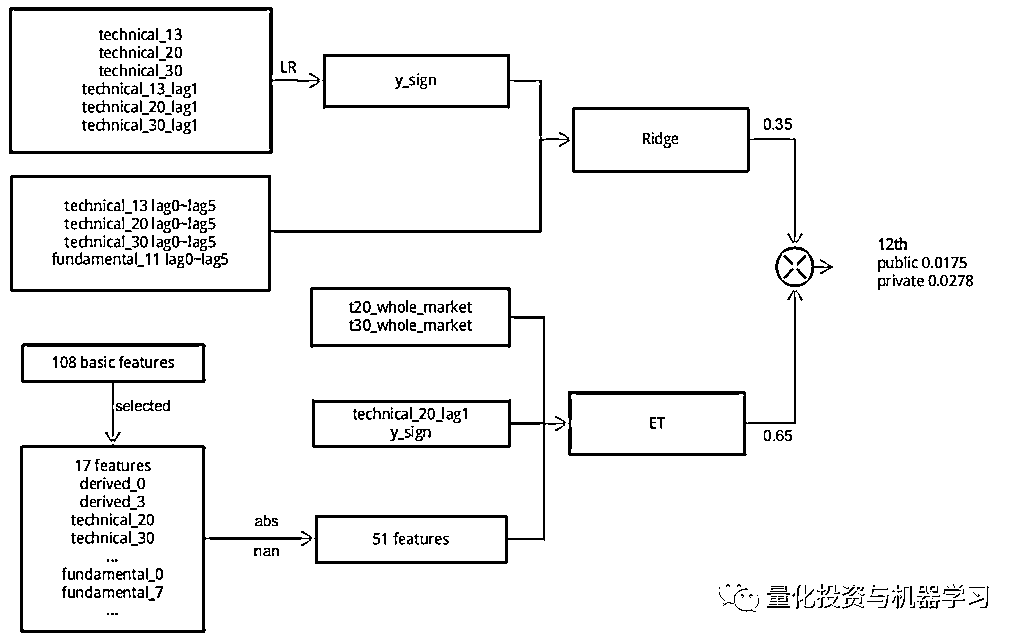 technical_13
technical_20
technical_30
technical_13_lag1
technical_20_lag1
technical_30_lag1
LR
y_sign
Ridge
0.35
technical_13 lag0~lag5
technical_20 lag0~lag5
technical_30 lag0~lag5
fundamental_11 lag0~lag5
12th
public 0.0175
private 0.0278
t20_whole_market
t30_whole_market
108 basic features
selected
technical_20_lag1
y_sign
ET
0.65
17 features
derived_0
derived_3
technical_20
technical_30
...
fundamental_0
fundamental_7
...
abs
nan
51 features
量化投资与机器学习